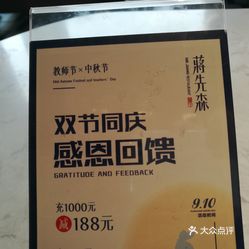 教师节×中秋节
蒋先森
双节同庆
感恩回馈
GRATITUDE AND FEEDBACK
充1000元
减188元
9.10
大众点评